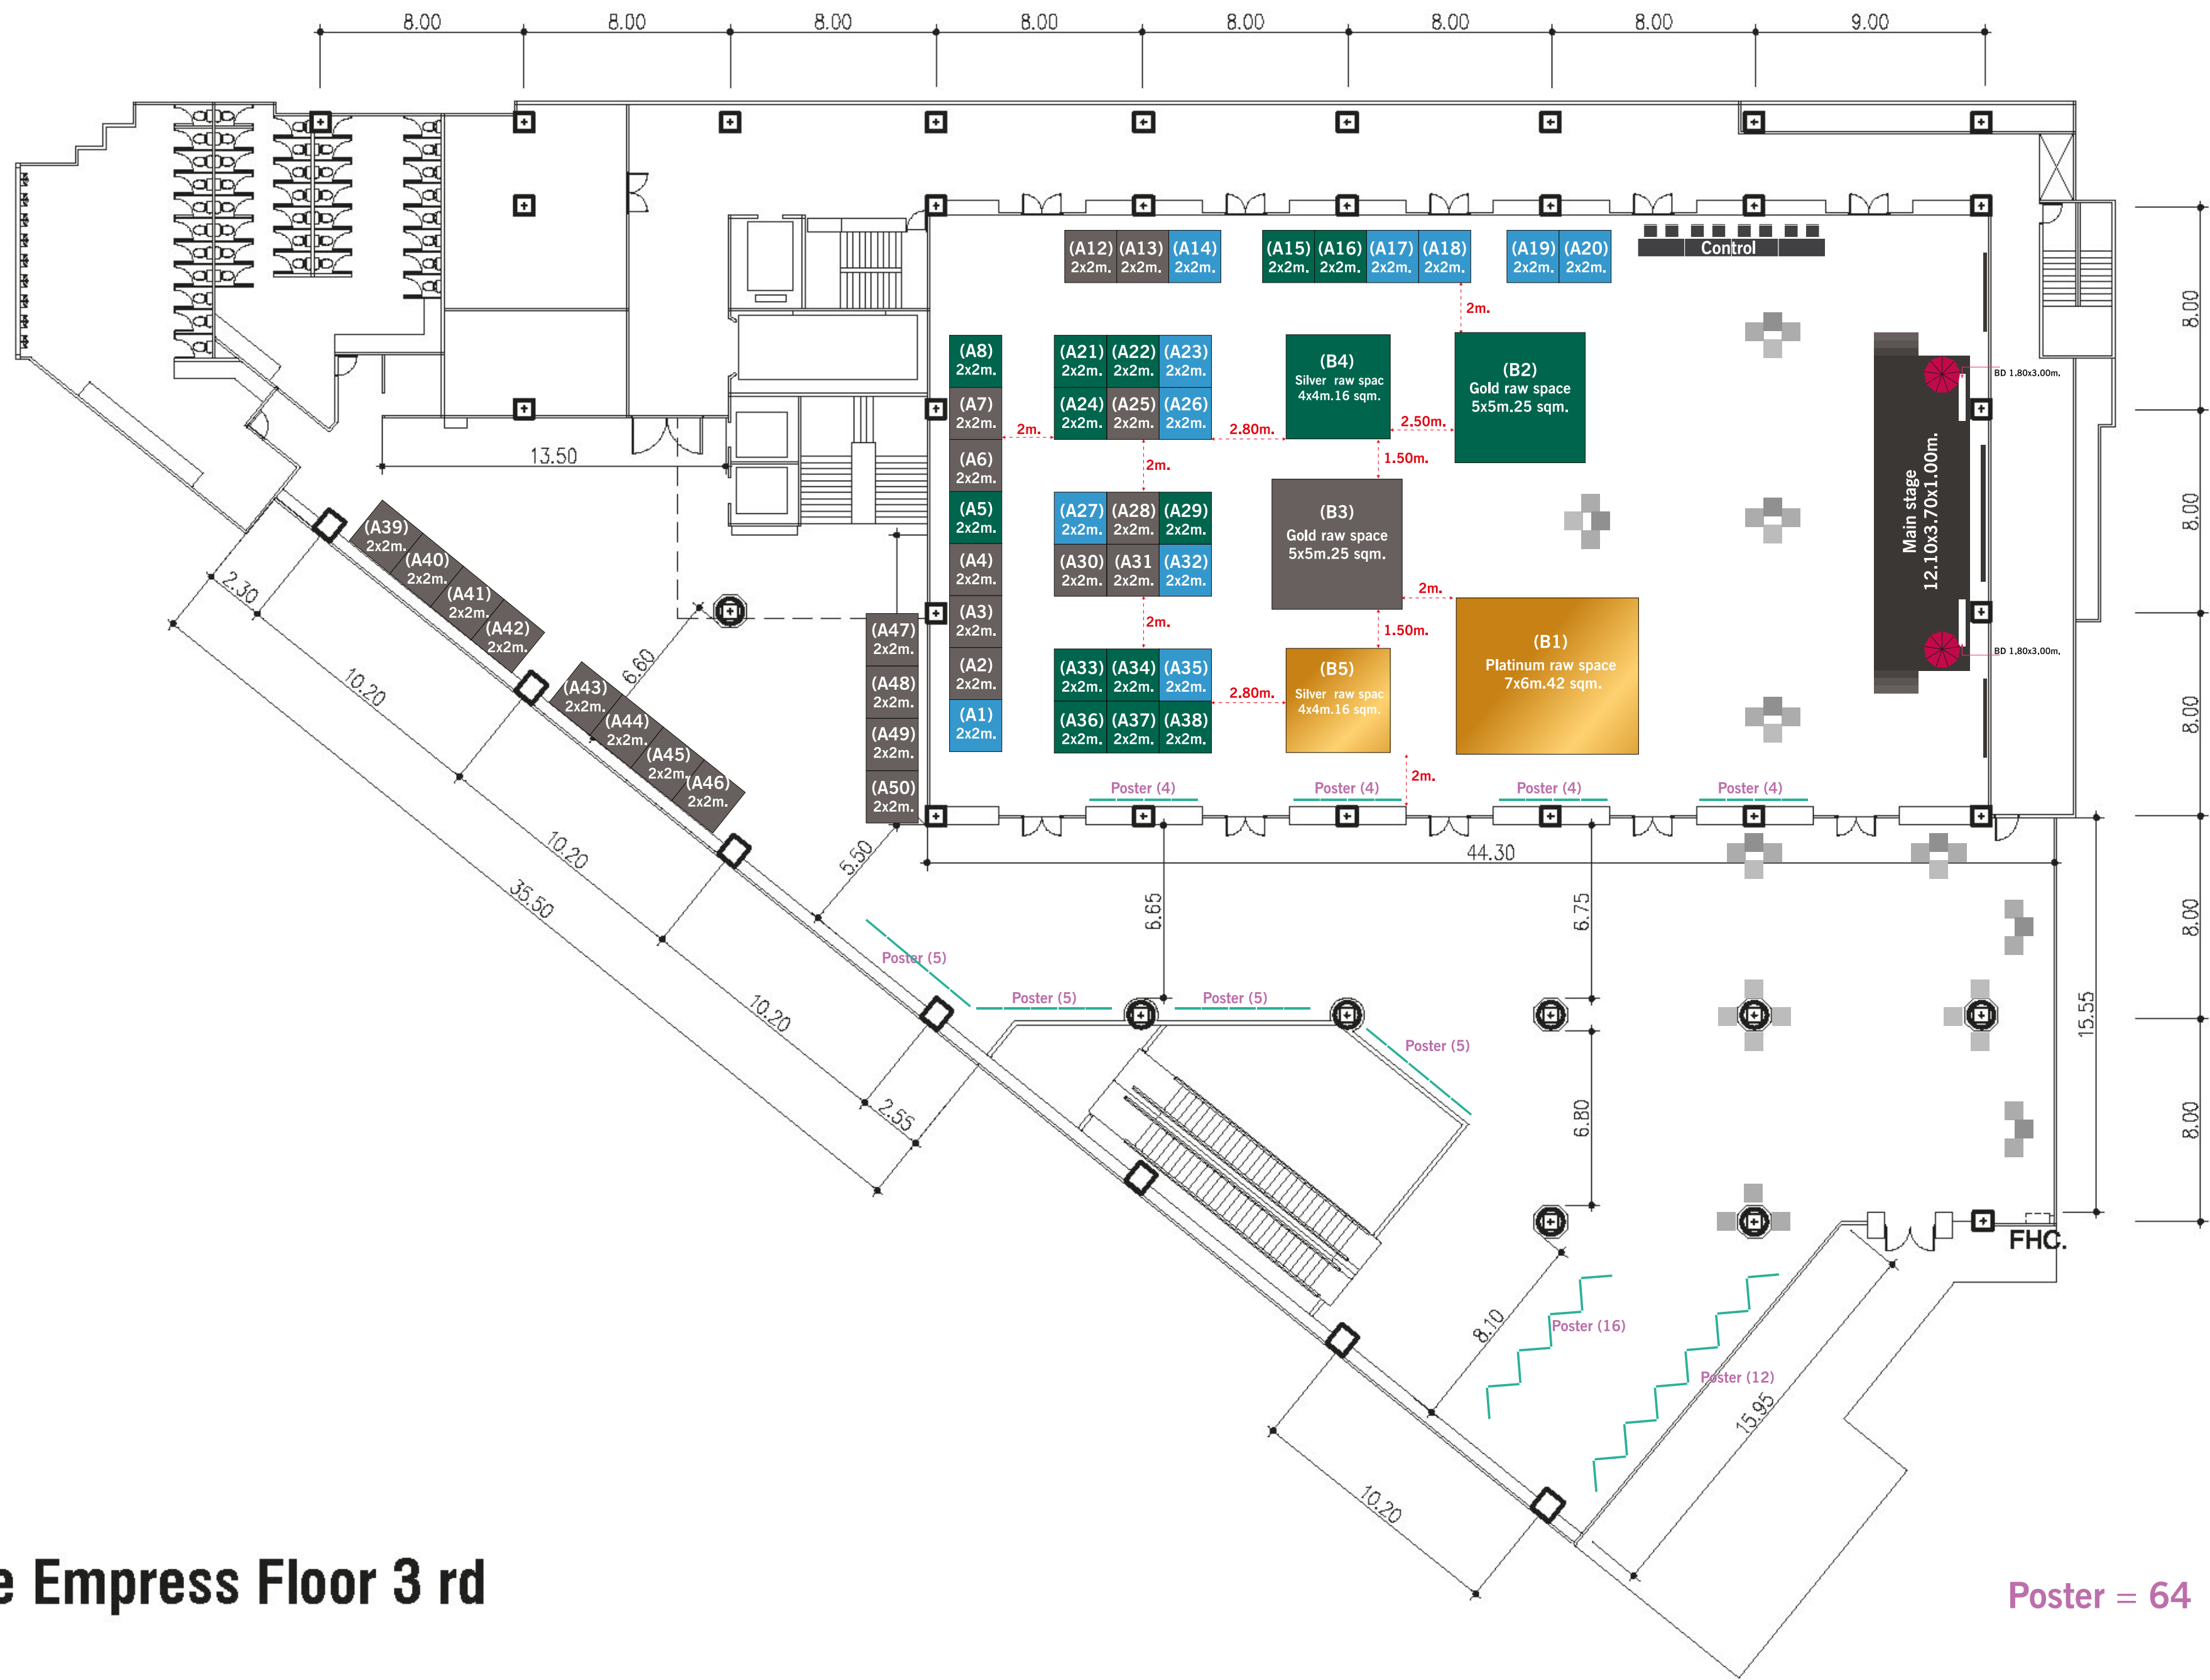 8.00
8.00
8.00
8.00
8.00
8.00
8.00
9.00
(A12) (A13) (A14)
2x2m. 2x2m. 2x2m.
(A15) (A16) (A17) (A18)
2x2m. 2x2m. 2x2m. 2x2m.
(A19) (A20)
2x2m. 2x2m.
Control
2m.
8.00
(A8)
2x2m.
(A7)
2x2m.
(A6)
2x2m.
(A5)
2x2m.
(A4)
2x2m.
(A3)
2x2m.
(A2)
2x2m.
(A1)
2x2m.
2m.
(A21) (A22) (A23)
2x2m. 2x2m. 2x2m.
(A24) (A25) (A26)
2x2m. 2x2m. 2x2m.
2m.
2.80m.
(B4)
Silver raw spac
4x4m.16 sqm.
2.50m.
1.50m.
(B2)
Gold raw space
5x5m.25 sqm.
BD 1.80x3.00m.
Main stage
12.10x3.70x1.00m.
BD 1.80x3.00m.
8.00
13.50
(A27) (A28) (A29)
2x2m. 2x2m. 2x2m.
(A30) (A31 (A32)
2x2m. 2x2m. 2x2m.
2m.
(B3)
Gold raw space
5x5m.25 sqm.
2m.
1.50m.
(B1)
Platinum raw space
7x6m.42 sqm.
(A33) (A34) (A35)
2x2m. 2x2m. 2x2m.
(A36) (A37) (A38)
2x2m. 2x2m. 2x2m.
2.80m.
(B5)
Silver raw spac
4x4m.16 sqm.
2m.
8.00
(A39)
2x2m.
(A40)
2x2m.
(A41)
2x2m.
(A42)
2x2m.
(A43)
2x2m.
(A44)
2x2m.
(A45)
2x2m.
(A46)
2x2m.
(A47)
2x2m.
(A48)
2x2m.
(A49)
2x2m.
(A50)
2x2m.
2.30
10.20
6.60
10.20
35.50
5.50
10.20
2.55
Poster (4)
Poster (4)
Poster (4)
Poster (4)
44.30
6.65
6.75
8.00
Poster (5)
Poster (5)
Poster (5)
Poster (5)
15.55
6.80
8.00
FHC.
8.10
Poster (16)
Poster (12)
15.95
10.20
e Empress Floor 3 rd
Poster = 64